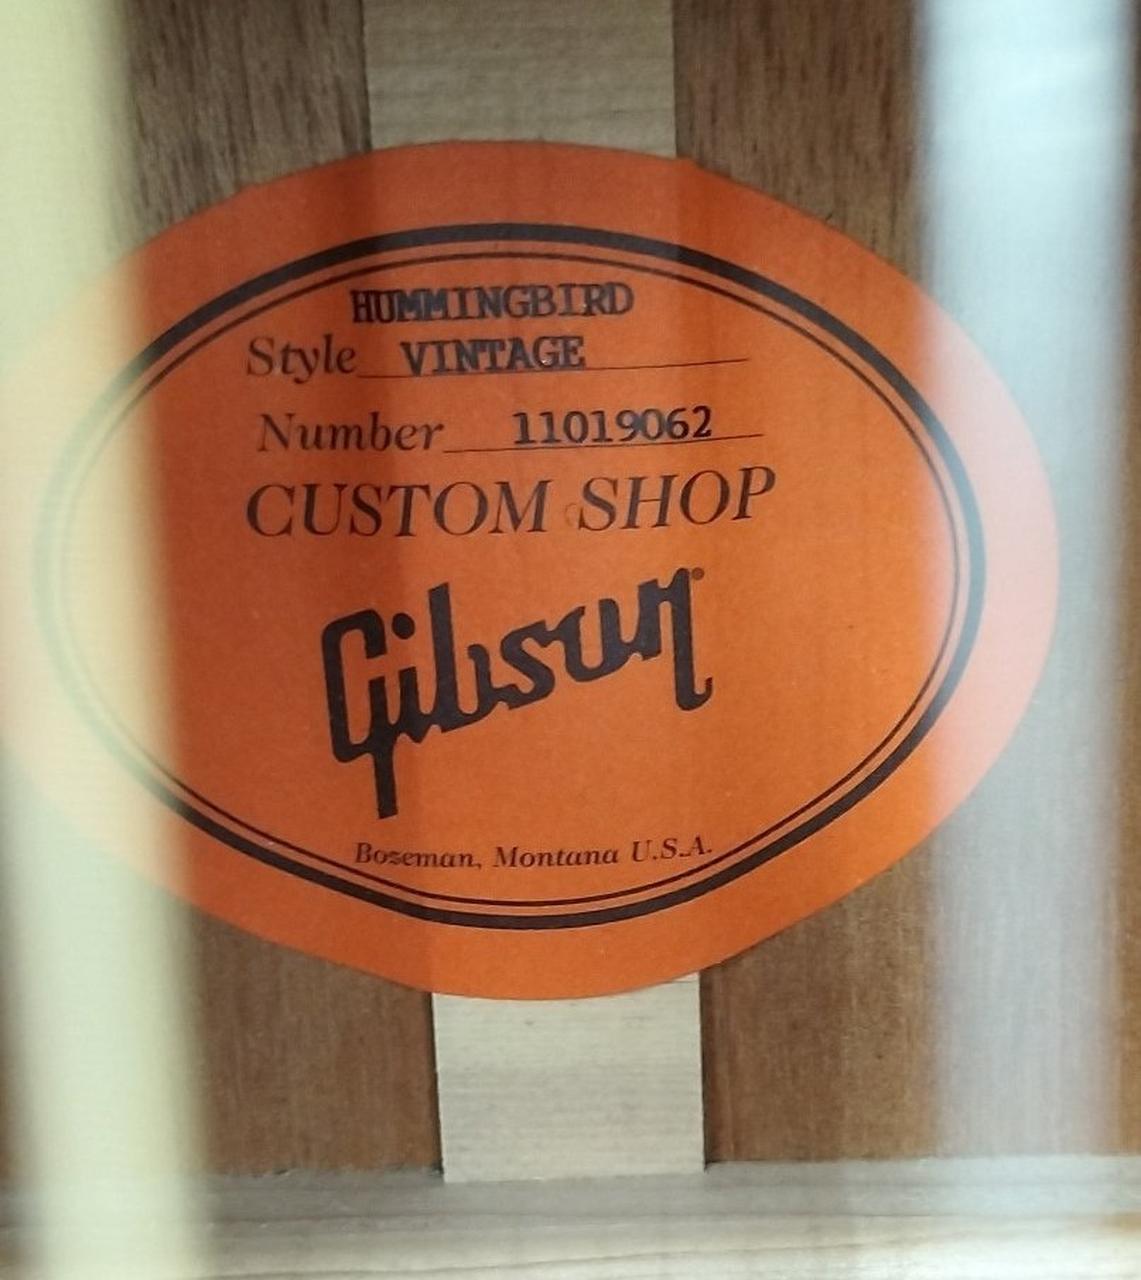 HUMMINGBIRD
Style VINTAGE
Number 11019062
CUSTOM SHOP
Gibson®
Bozeman, Montana U.S.A.